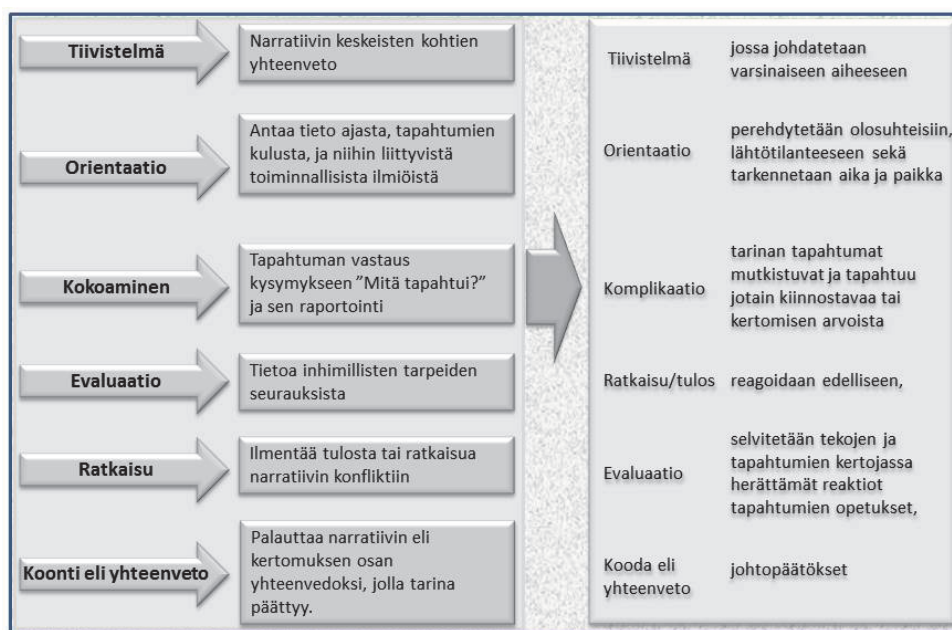 Tiivistelmä
Narratiivin keskeisten kohtien
yhteenveto
Orientaatio
Antaa tieto ajasta, tapahtumien
kulusta, ja niihin liittyvistä
toiminnallisista ilmiöistä
Kokoaminen
Tapahtuman vastaus
kysymykseen ”Mitä tapahtui?”
ja sen raportointi
Evaluaatio
Tietoa inhimillisten tarpeiden
seurauksista
Ratkaisu
Ilmentää tulosta tai ratkaisua
narratiivin konfliktiin
Koonti eli yhteenveto
Palauttaa narratiivin eli
kertomuksen osan
yhteenvedoksi, jolla tarina
päättyy.
Tiivistelmä
jossa johdatetaan
varsinaiseen aiheeseen
Orientaatio
perehdytetään olosuhteisiin,
lähtötilanteeseen sekä
tarkennetaan aika ja paikka
Komplikaatio
tarinan tapahtumat
mutkistuvat ja tapahtuu
jotain kiinnostavaa tai
kertomisen arvoista
Ratkaisu/tulos
reagoidaan edelliseen,
Evaluaatio
selvitetään tekojen ja
tapahtumien kertojassa
herättämät reaktiot
tapahtumien opetukset,
Kooda eli
yhteenveto
johtopäätökset